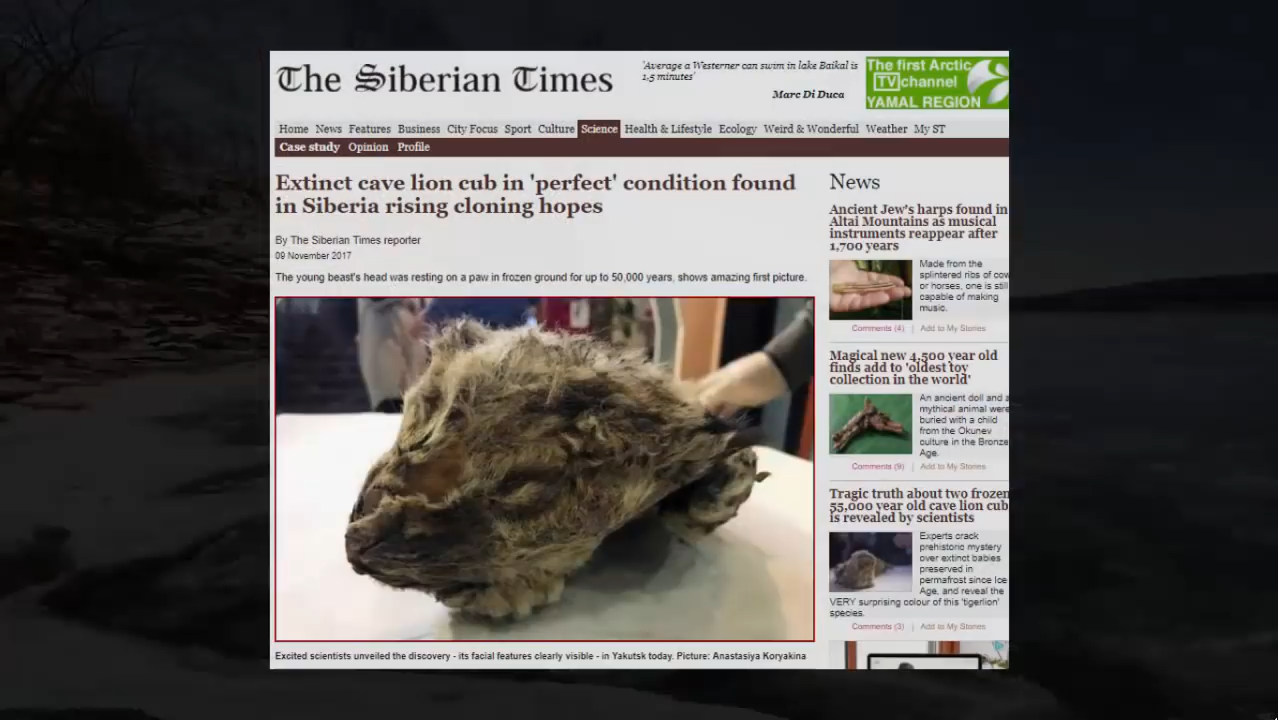 The Siberian Times
'Average a Westerner can swim in lake Baikal is
1.5 minutes'
Marc Di Duca
The first Arctic
TV channel
YAMAL REGION
Home News Features Business City Focus Sport Culture Science Health & Lifestyle Ecology Weird & Wonderful Weather My ST
Case study Opinion Profile
Extinct cave lion cub in 'perfect' condition found
in Siberia rising cloning hopes
By The Siberian Times reporter
09 November 2017
The young beast's head was resting on a paw in frozen ground for up to 50,000 years, shows amazing first picture.
Excited scientists unveiled the discovery - its facial features clearly visible - in Yakutsk today. Picture: Anastasiya Koryakina
News
Ancient Jew's harps found in
Altai Mountains as musical
instruments reappear after
1,700 years
Made from the
splintered ribs of cow
or horses, one is still
capable of making
music.
Comments (4) | Add to My Stories
Magical new 4,500 year old
finds add to 'oldest toy
collection in the world'
An ancient doll and a
mythical animal were
buried with a child
from the Okunev
culture in the Bronze
Age.
Comments (9) | Add to My Stories
Tragic truth about two frozen
55,000 year old cave lion cub
is revealed by scientists
Experts crack
prehistoric mystery
over extinct babies
preserved in
permafrost since Ice
Age, and reveal the
VERY surprising colour of this 'tigerlion'
species.
Comments (3) | Add to My Stories